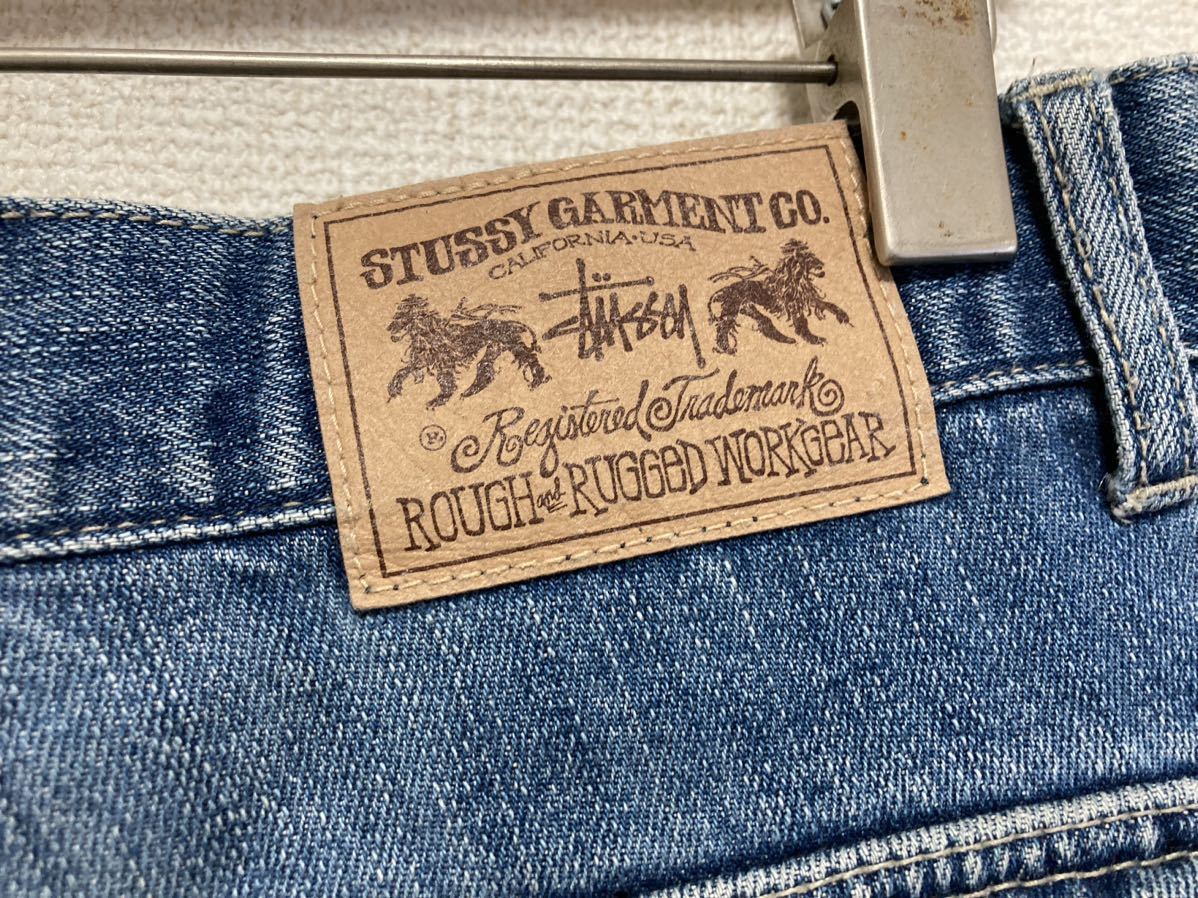 STUSSY GARMENT CO.
CALIFORNIA·USA
Stüssy
® Registered Trademark
ROUGH and RUGGED WORKGEAR